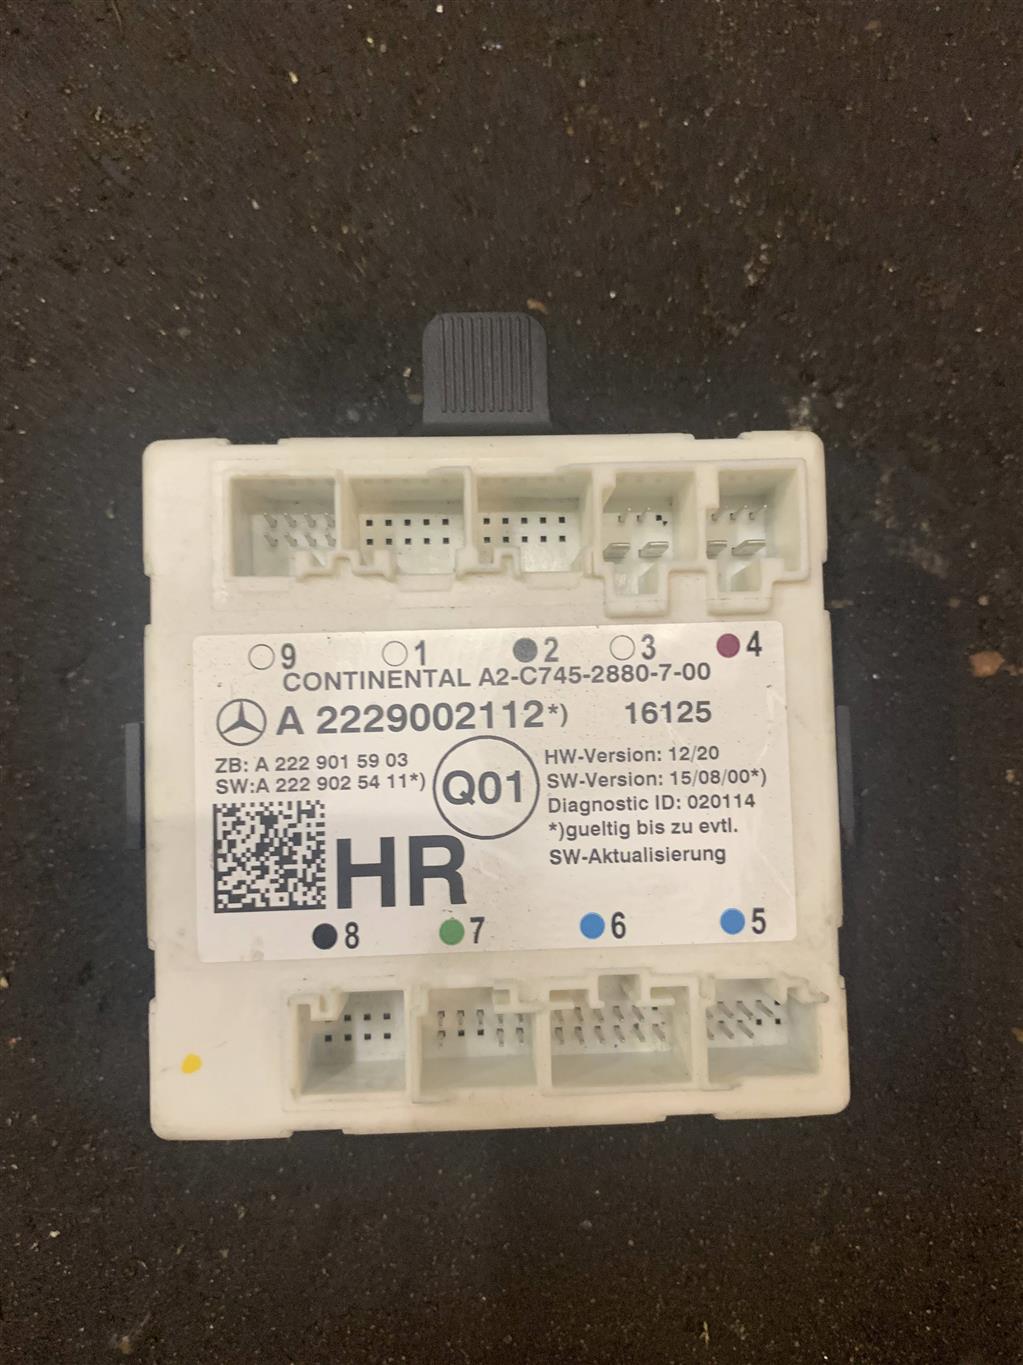 9 1 2 3 4
CONTINENTAL A2-C745-2880-7-00
A 2229002112*) 16125
ZB: A 222 901 59 03
SW:A 222 902 54 11*)
Q01
HW-Version: 12/20
SW-Version: 15/08/00*)
Diagnostic ID: 020114
*)gueltig bis zu evtl.
SW-Aktualisierung
HR
8 7 6 5